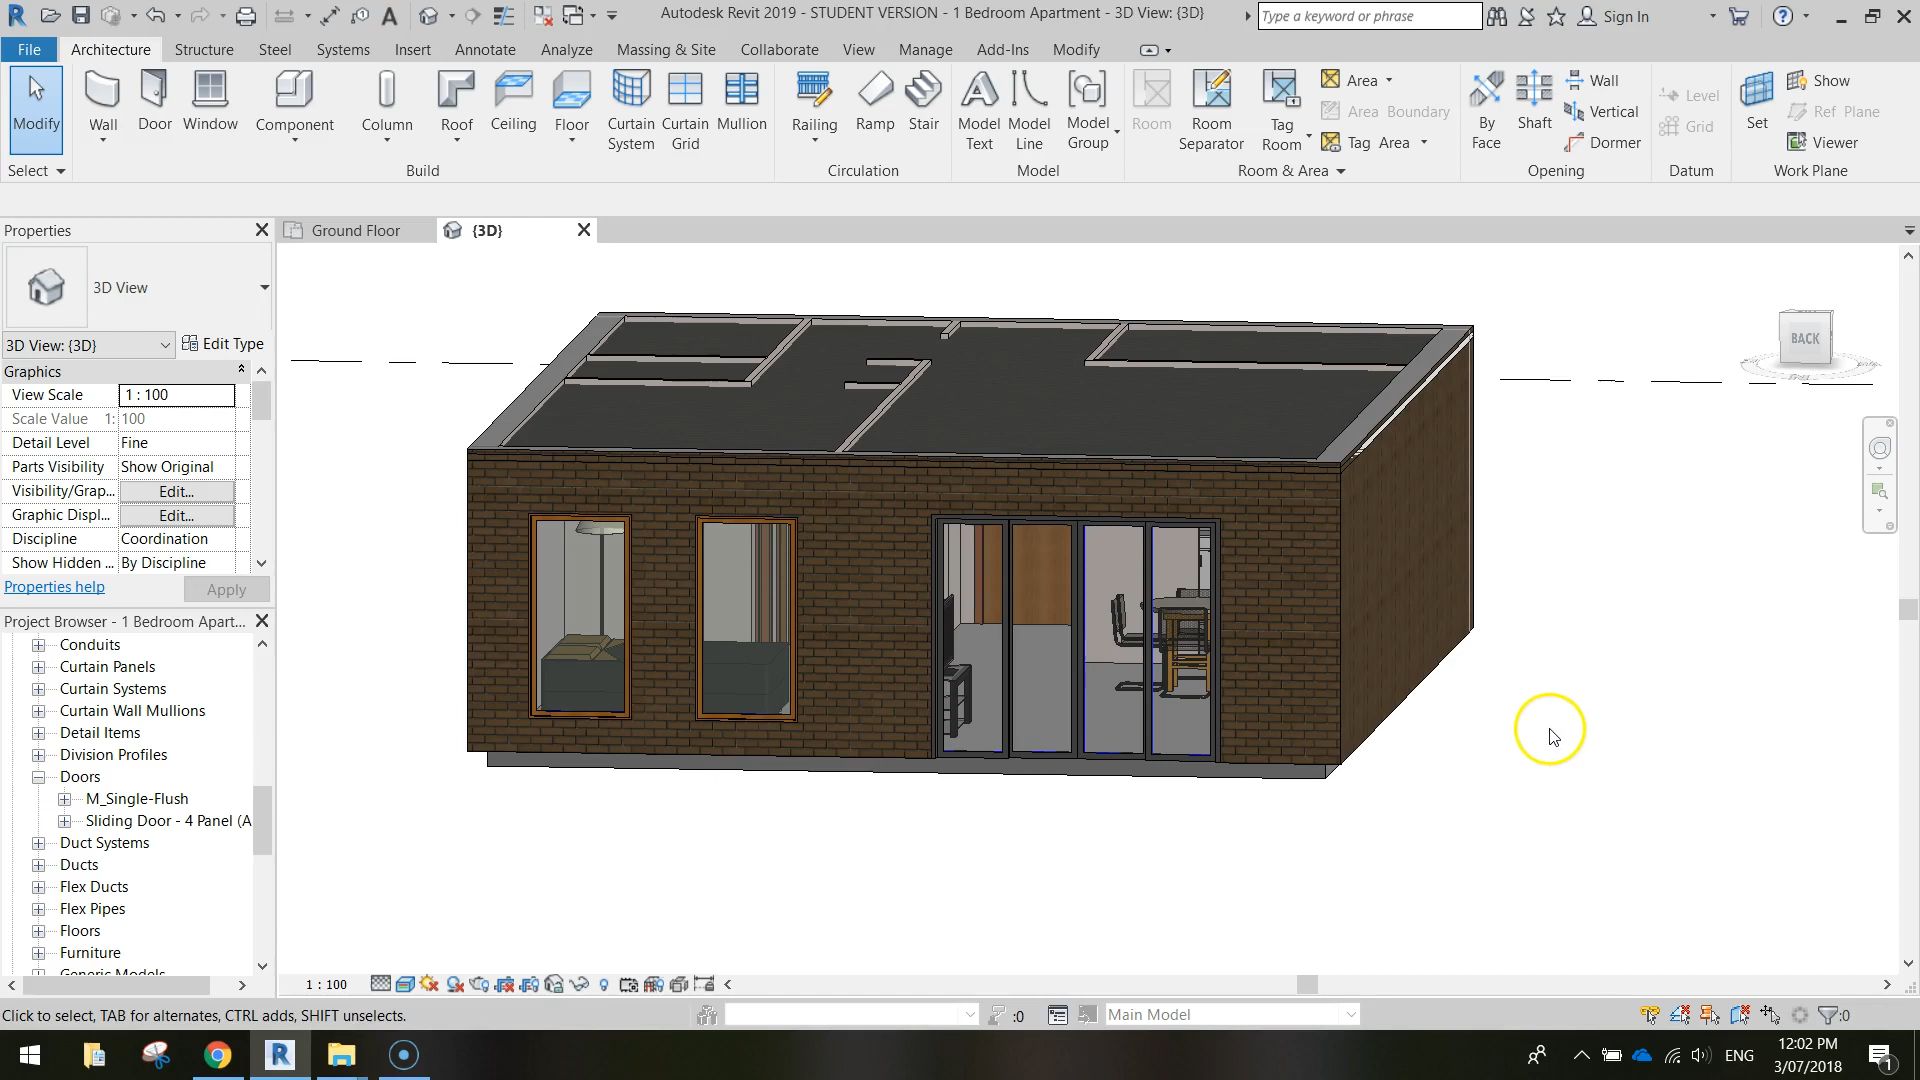 Autodesk Revit 2019 - STUDENT VERSION - 1 Bedroom Apartment - 3D View: {3D}
Type a keyword or phrase
Sign In
File Architecture Structure Steel Systems Insert Annotate Analyze Massing & Site Collaborate View Manage Add-Ins Modify
Modify Wall Door Window Component Column Roof Ceiling Floor Curtain System Curtain Grid Mullion Railing Ramp Stair Model Text Model Line Model Group Room Room Separator Tag Room
Area
Area Boundary
Tag Area
By Face Shaft
Wall
Vertical
Dormer
Level
Grid
Set
Show
Ref Plane
Viewer
Select Build Circulation Model Room & Area Opening Datum Work Plane
Properties
Ground Floor {3D}
3D View
3D View: {3D} Edit Type
Graphics
View Scale 1 : 100
Scale Value 1: 100
Detail Level Fine
Parts Visibility Show Original
Visibility/Grap... Edit...
Graphic Displ... Edit...
Discipline Coordination
Show Hidden ... By Discipline
Properties help Apply
BACK
Project Browser - 1 Bedroom Apart...
Conduits
Curtain Panels
Curtain Systems
Curtain Wall Mullions
Detail Items
Division Profiles
Doors
M_Single-Flush
Sliding Door - 4 Panel (A
Duct Systems
Ducts
Flex Ducts
Flex Pipes
Floors
Furniture
Generic Models
1 : 100
Click to select, TAB for alternates, CTRL adds, SHIFT unselects.
:0
Main Model
:0
ENG
12:02 PM
3/07/2018
1